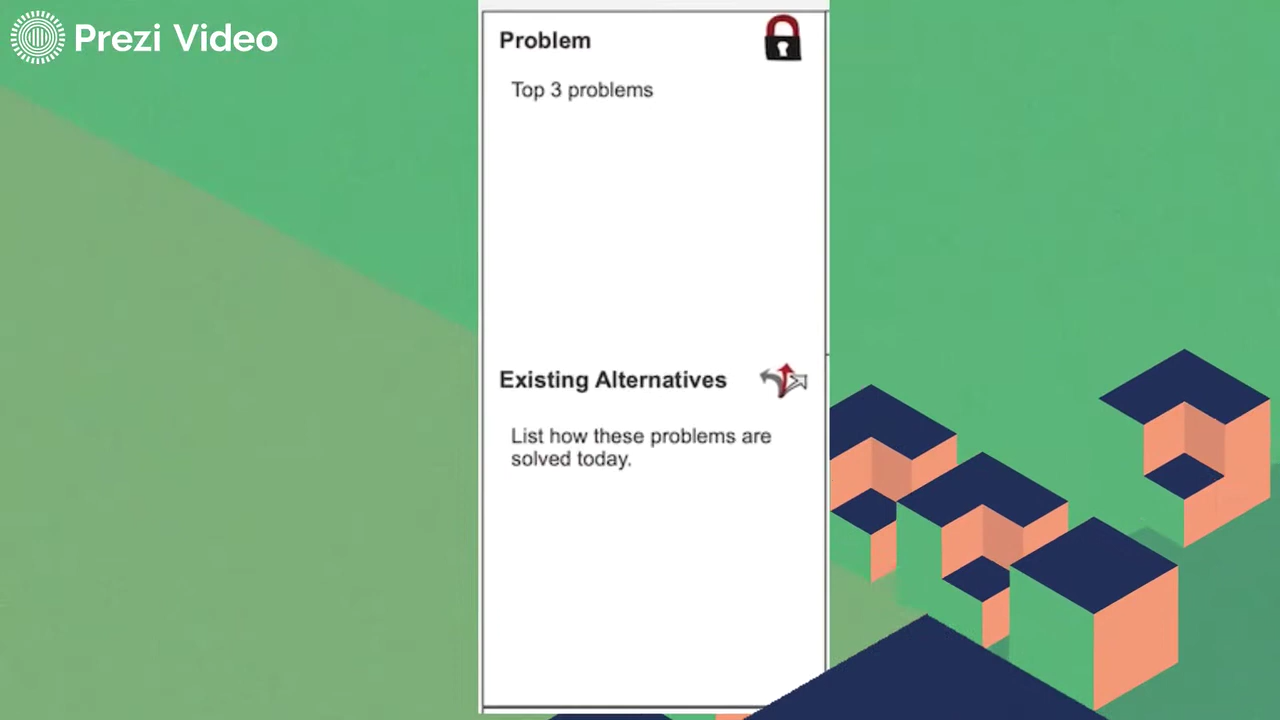 Prezi Video
Problem
Top 3 problems
Existing Alternatives
List how these problems are
solved today.